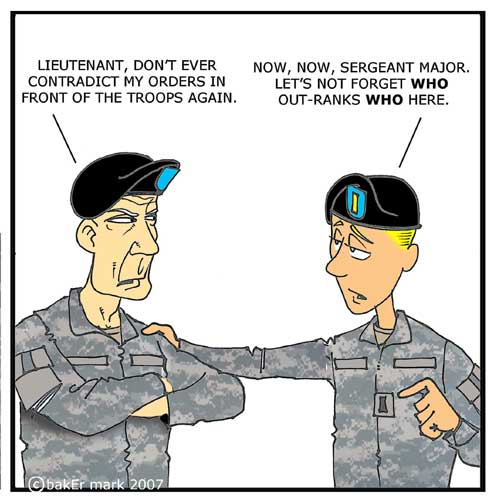 LIEUTENANT, DON'T EVER
CONTRADICT MY ORDERS IN
FRONT OF THE TROOPS AGAIN.
NOW, NOW, SERGEANT MAJOR.
LET'S NOT FORGET WHO
OUT-RANKS WHO HERE.
©bakEr mark 2007